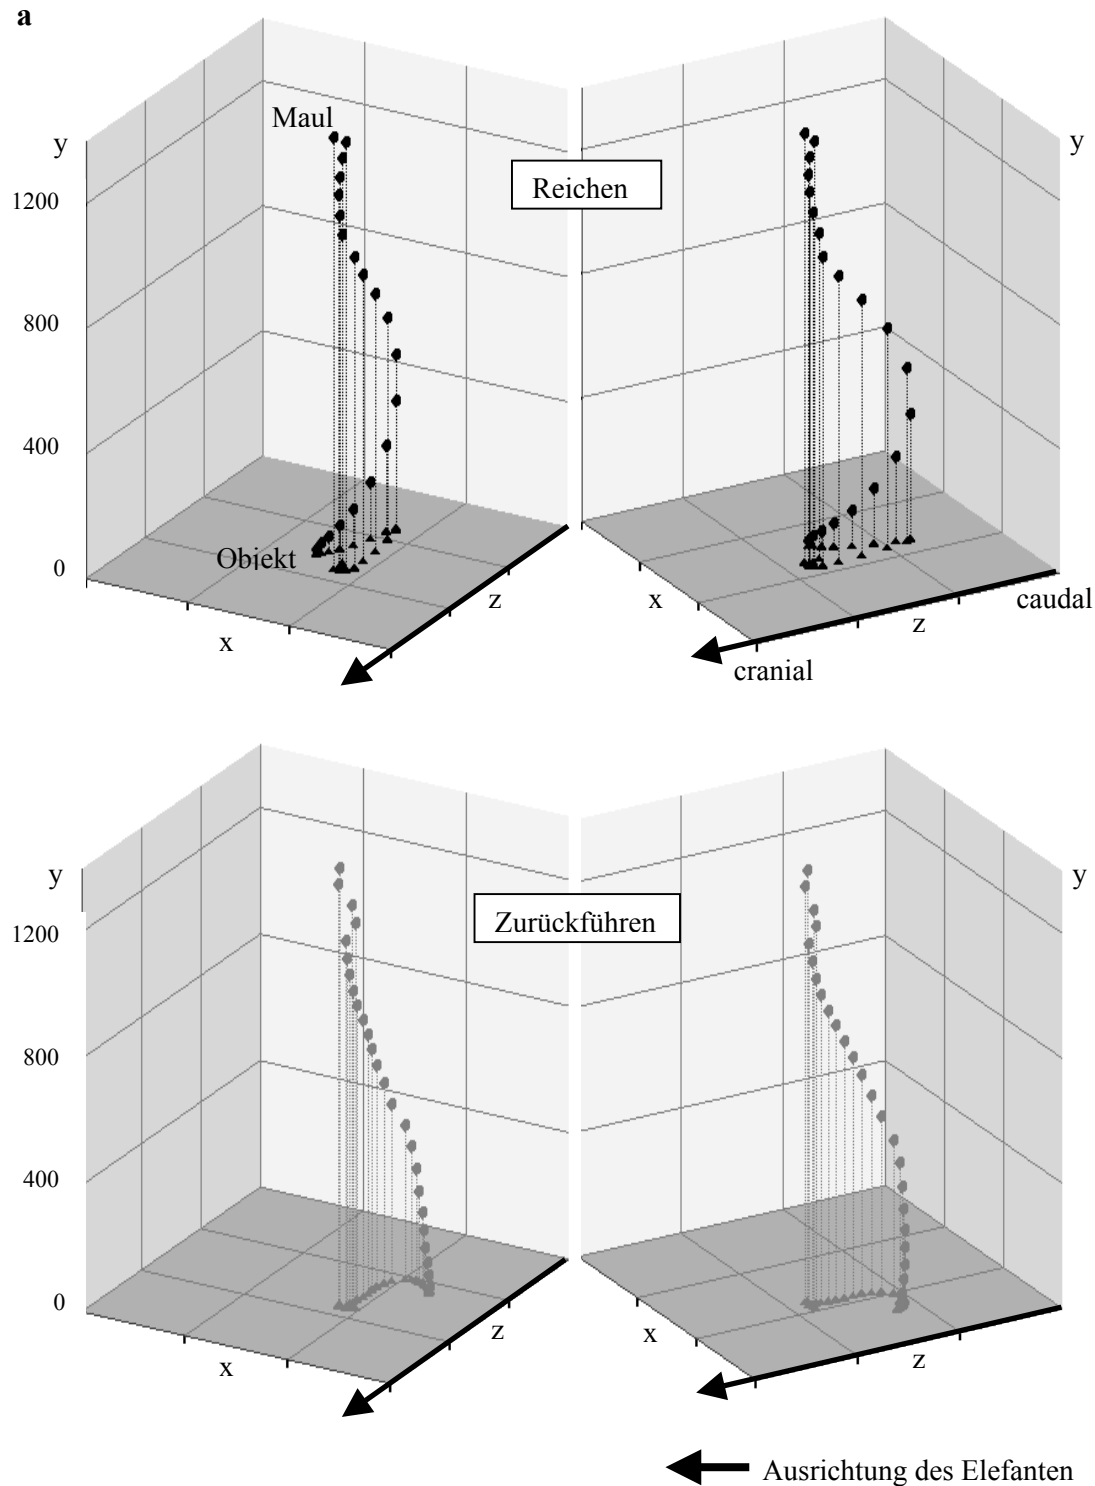 a
Maul
y
y
Reichen
1200
800
400
0
Objekt
x
z
x
z
caudal
cranial
y
y
Zurückführen
1200
800
400
0
x
z
x
z
Ausrichtung des Elefanten